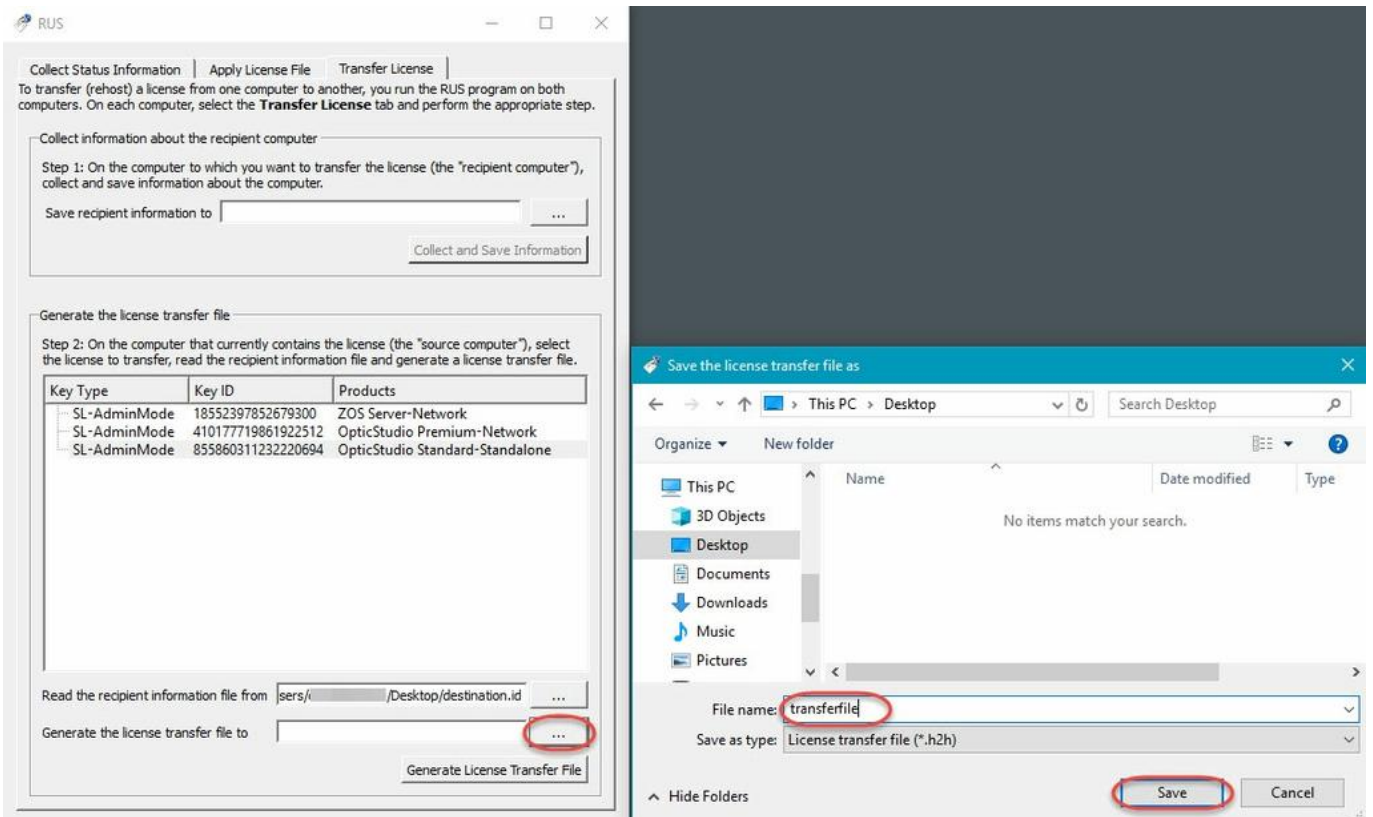 RUS
Collect Status Information
Apply License File
Transfer License
To transfer (rehost) a license from one computer to another, you run the RUS program on both
computers. On each computer, select the Transfer License tab and perform the appropriate step.
Collect information about the recipient computer
Step 1: On the computer to which you want to transfer the license (the "recipient computer"),
collect and save information about the computer.
Save recipient information to
...
Collect and Save Information
Generate the license transfer file
Step 2: On the computer that currently contains the license (the "source computer"), select
the license to transfer, read the recipient information file and generate a license transfer file.
Key Type Key ID Products
SL-AdminMode 18552397852679300 ZOS Server-Network
SL-AdminMode 410177719861922512 OpticStudio Premium-Network
SL-AdminMode 855860311232220694 OpticStudio Standard-Standalone
Read the recipient information file from sers/ /Desktop/destination.id ...
Generate the license transfer file to ...
Generate License Transfer File
Save the license transfer file as
This PC > Desktop
Search Desktop
Organize
New folder
?
Name Date modified Type
No items match your search.
This PC
3D Objects
Desktop
Documents
Downloads
Music
Pictures
File name: transferfile
Save as type: License transfer file (*.h2h)
Hide Folders
Save
Cancel